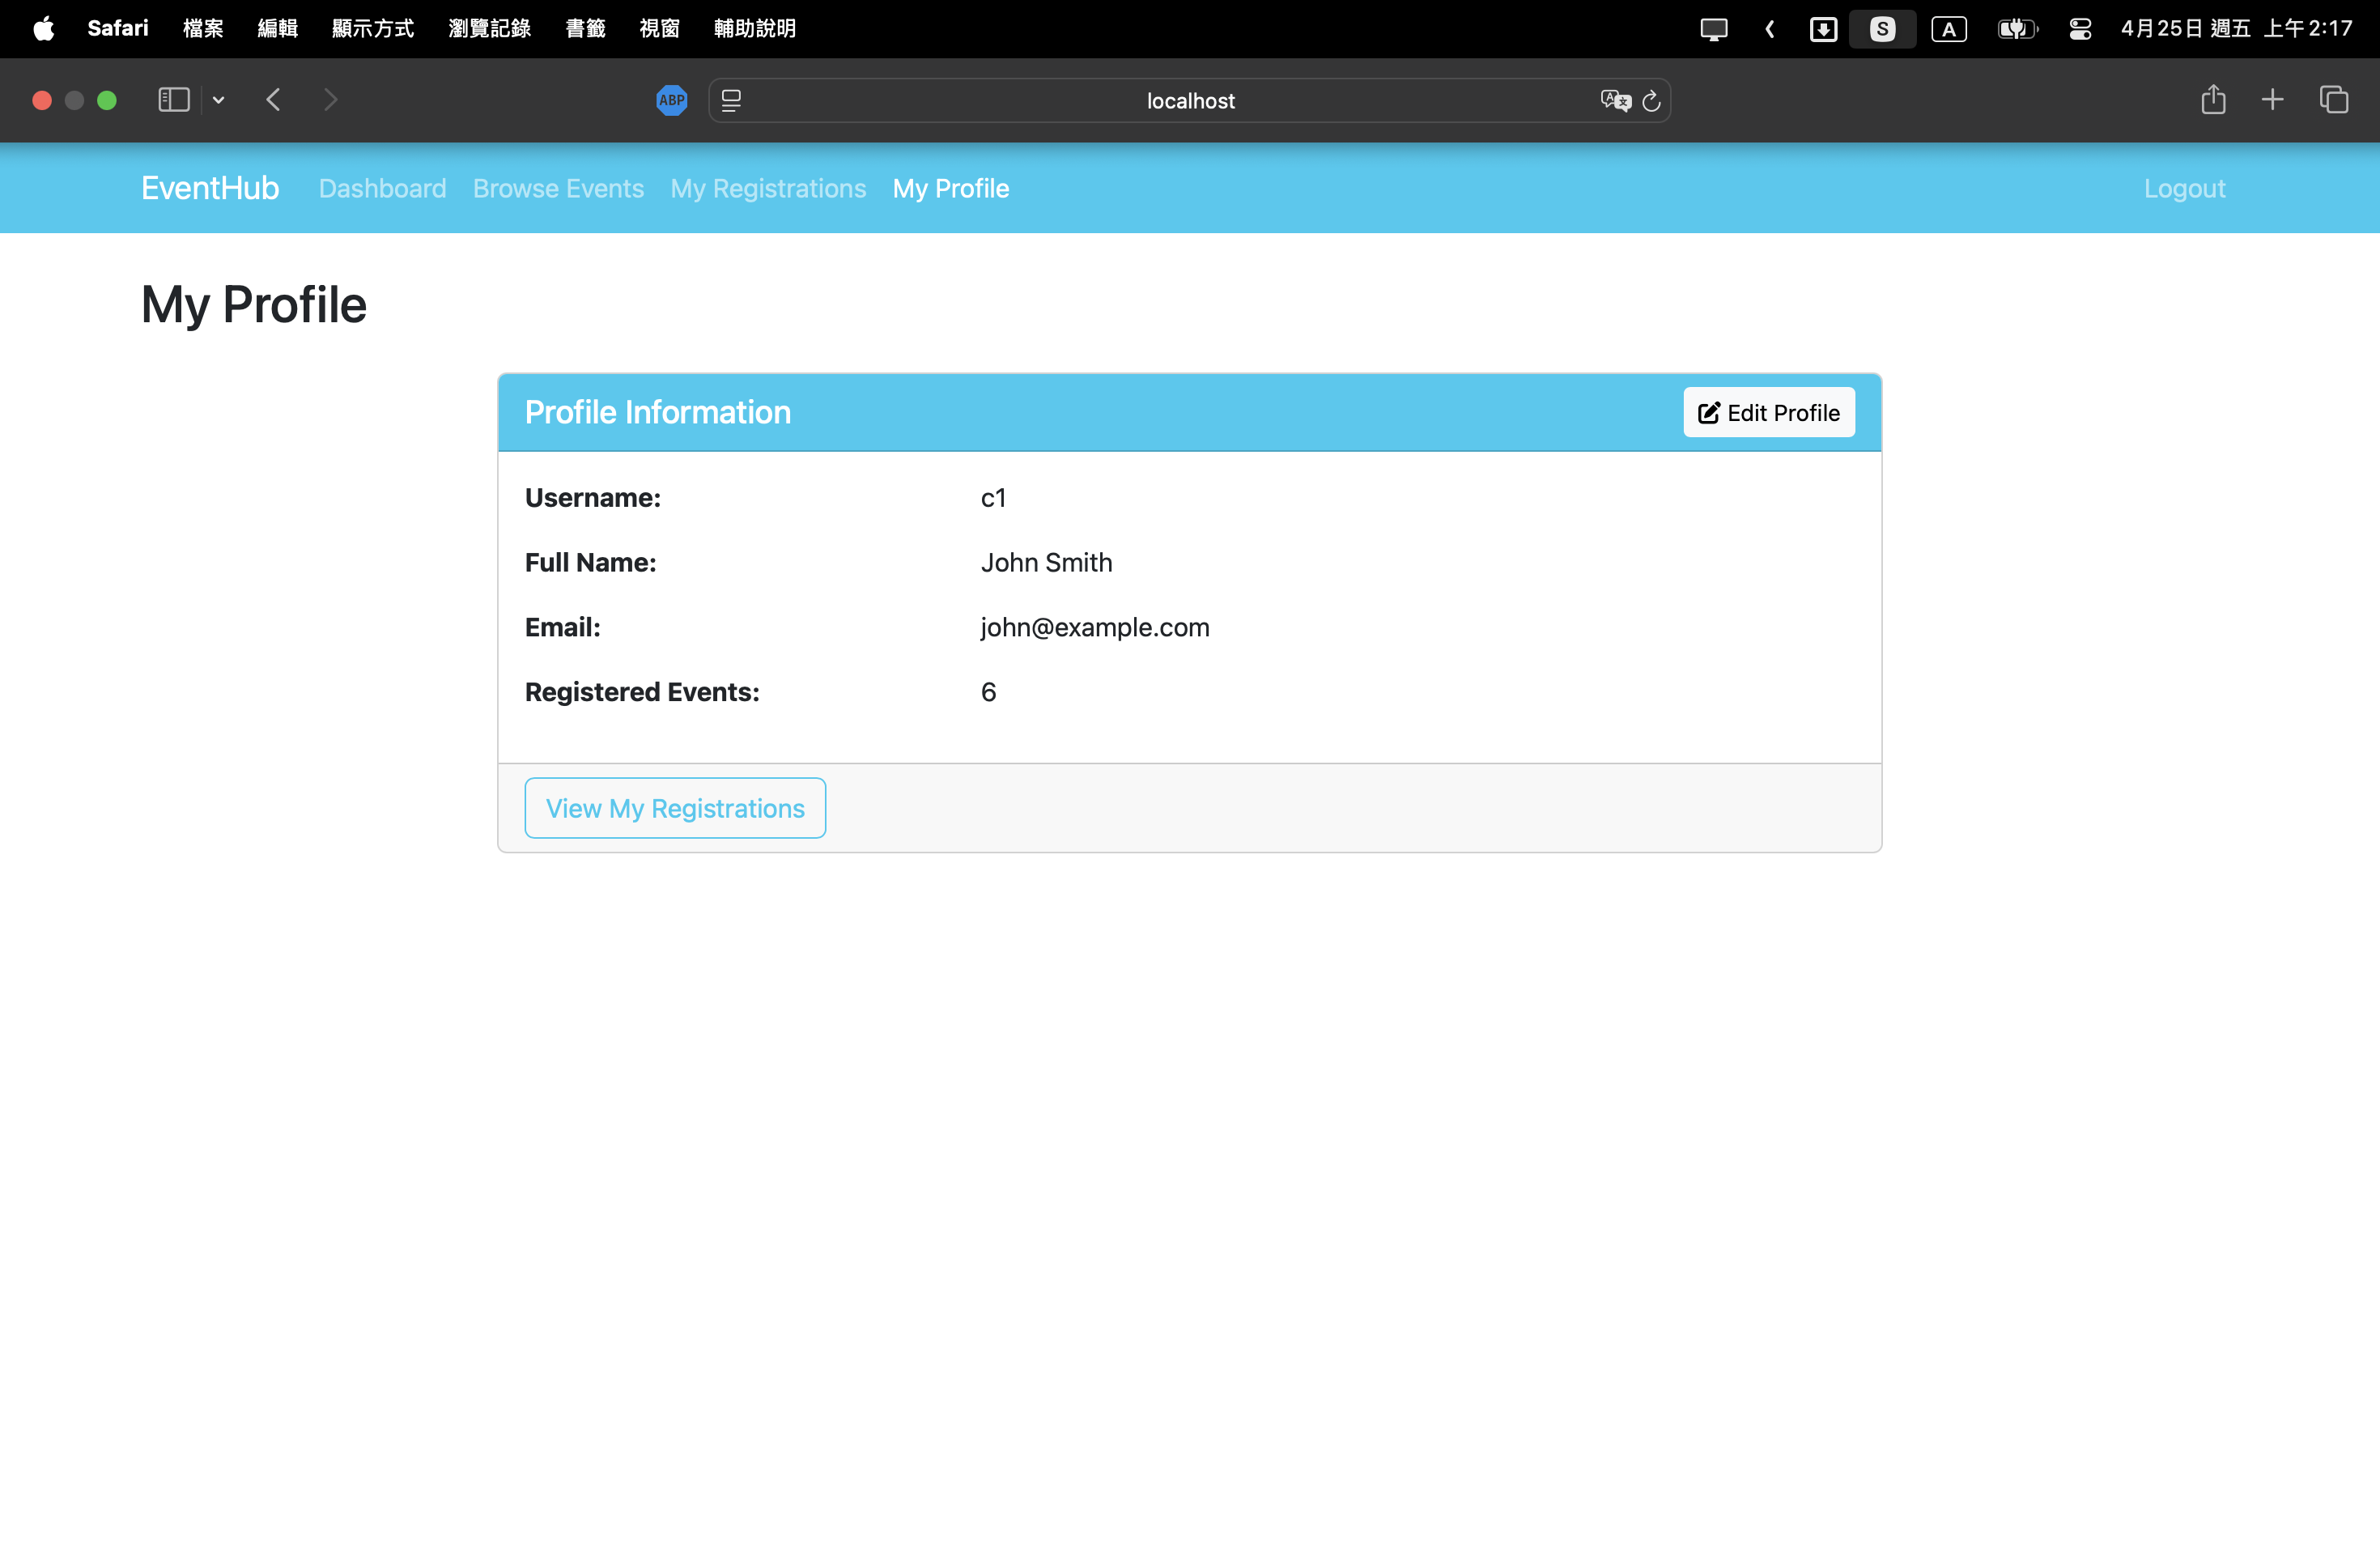 Safari 檔案 編輯 顯示方式 瀏覽記錄 書籤 視窗 輔助說明 S A 4月25日 週五 上午2:17
ABP localhost
EventHub Dashboard Browse Events My Registrations My Profile Logout
My Profile
Profile Information Edit Profile
Username: c1
Full Name: John Smith
Email: john@example.com
Registered Events: 6
View My Registrations